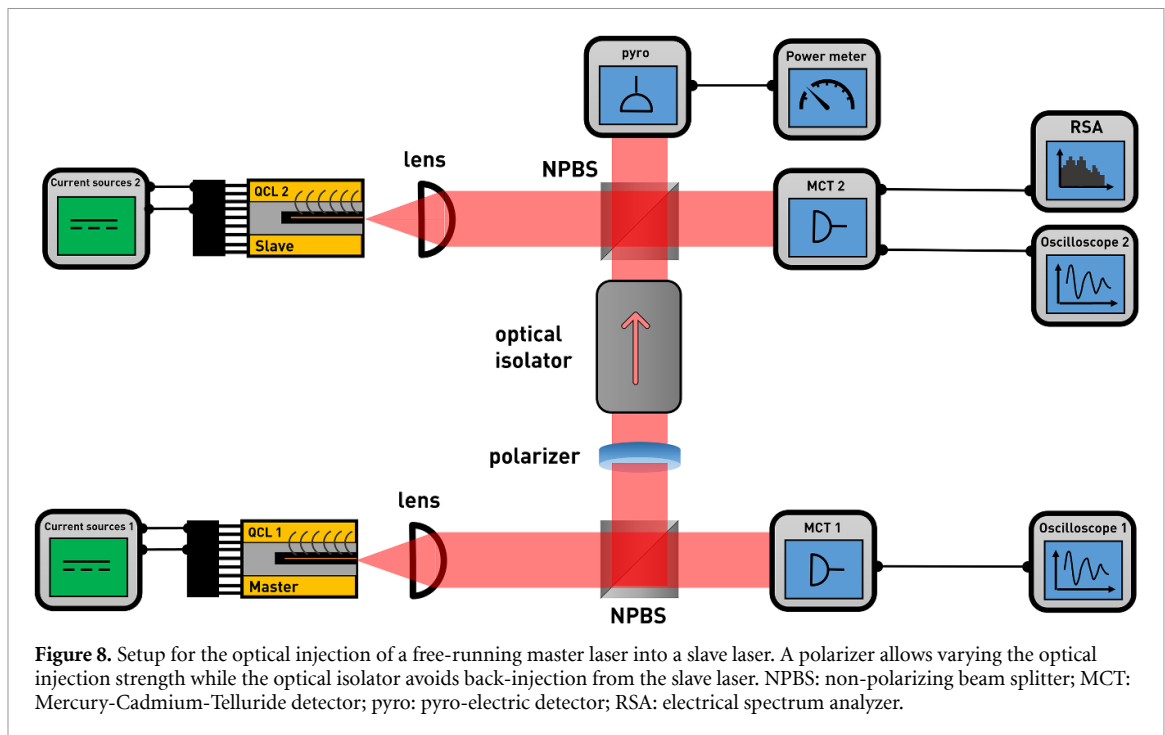 pyro
Power meter
RSA
lens
NPBS
Current sources 2
QCL 2
MCT 2
Slave
Oscilloscope 2
optical
isolator
polarizer
lens
Current sources 1
QCL 1
MCT 1
Oscilloscope 1
Master
NPBS
Figure 8. Setup for the optical injection of a free-running master laser into a slave laser. A polarizer allows varying the optical
injection strength while the optical isolator avoids back-injection from the slave laser. NPBS: non-polarizing beam splitter; MCT:
Mercury-Cadmium-Telluride detector; pyro: pyro-electric detector; RSA: electrical spectrum analyzer.